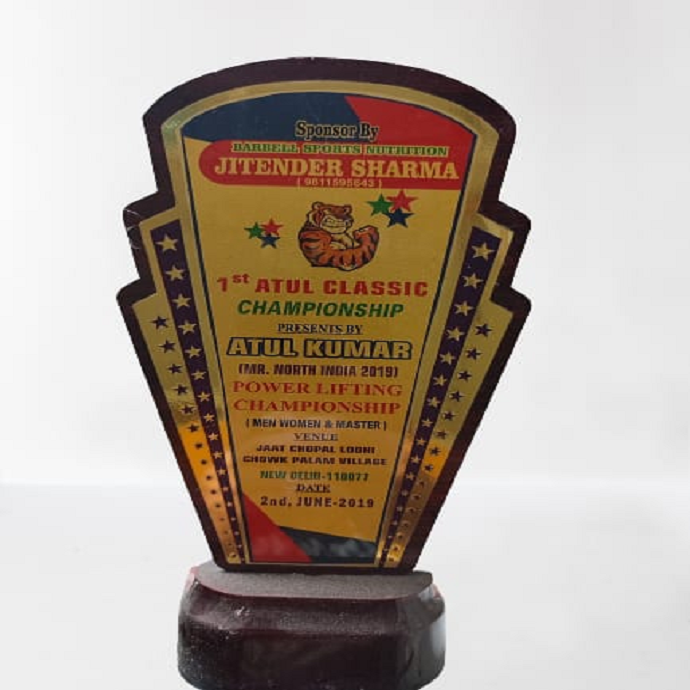 Sponsor By
BARBELL SPORTS NUTRITION
JITENDER SHARMA
( 9811595643 )
1st ATUL CLASSIC
CHAMPIONSHIP
PRESENTS BY
ATUL KUMAR
(MR. NORTH INDIA 2019)
POWER LIFTING
CHAMPIONSHIP
( MEN WOMEN & MASTER )
VENUE
JAAT CHOPAL LODHI
CHOWK PALAM VILLAGE
NEW DELHI-110077
DATE
2nd, JUNE-2019